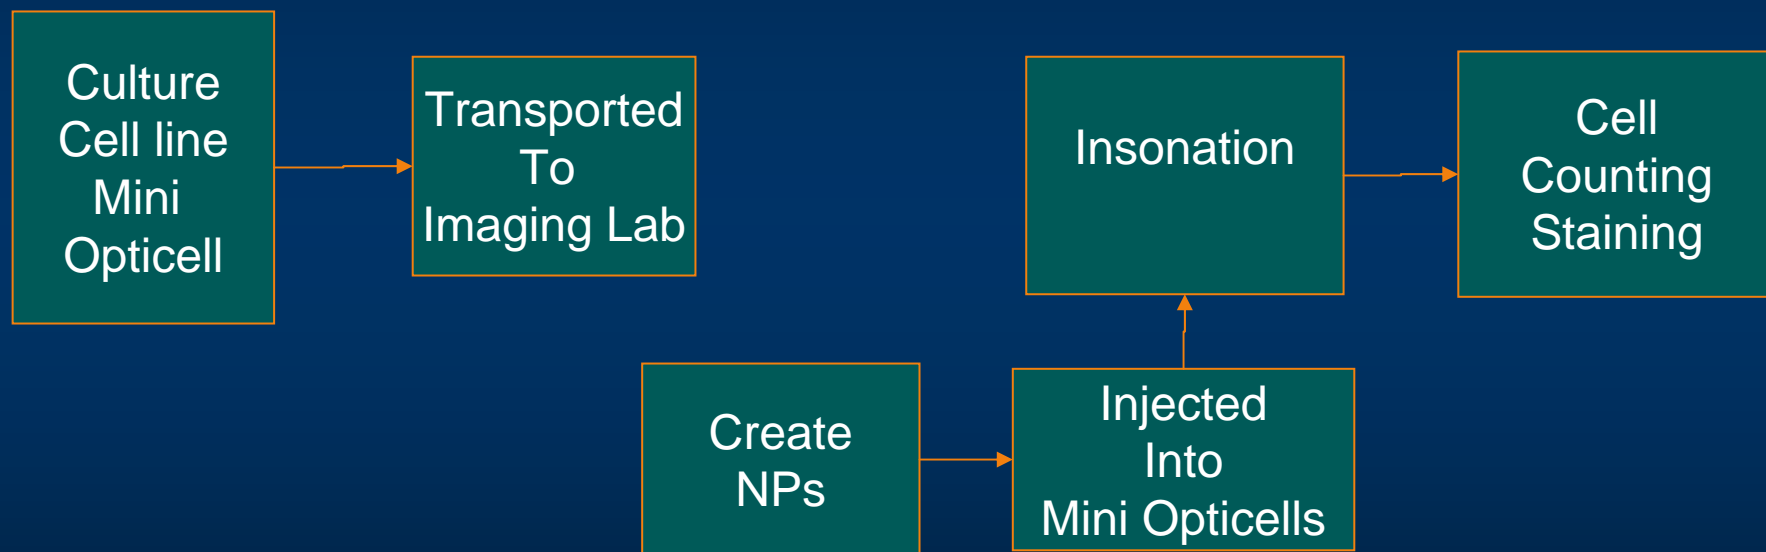 Culture
Cell line
Mini
Opticell
Transported
To
Imaging Lab
Insonation
Cell
Counting
Staining
Create
NPs
Injected
Into
Mini Opticells